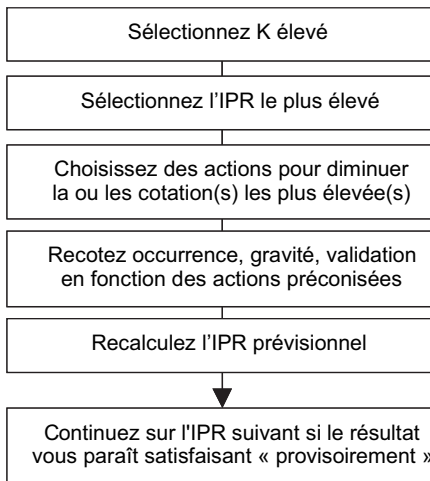 Sélectionnez K élevé
Sélectionnez l'IPR le plus élevé
Choisissez des actions pour diminuer
la ou les cotation(s) les plus élevée(s)
Recotez occurrence, gravité, validation
en fonction des actions préconisées
Recalculez l'IPR prévisionnel
Continuez sur l'IPR suivant si le résultat
vous paraît satisfaisant « provisoirement »